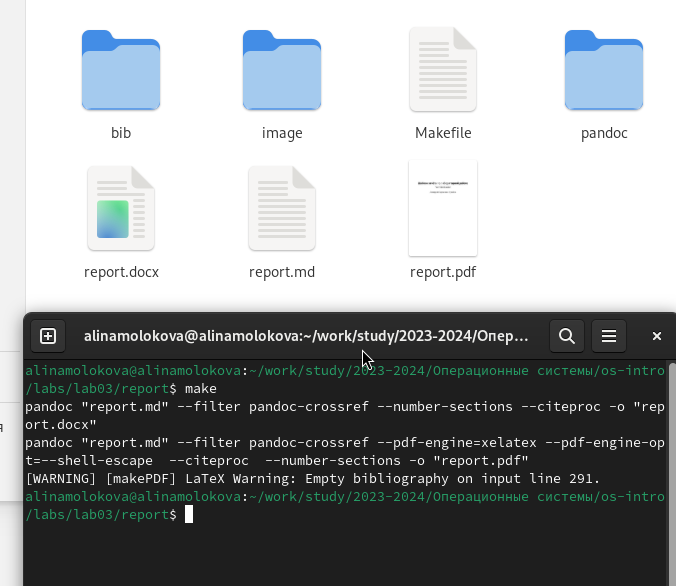 bib
image
Makefile
pandoc
report.docx
report.md
report.pdf
alinamolokova@alinamolokova:~/work/study/2023-2024/Опер...
alinamolokova@alinamolokova:~/work/study/2023-2024/Операционные системы/os-intro
/labs/lab03/report$ make
pandoc "report.md" --filter pandoc-crossref --number-sections --citeproc -o "rep
ort.docx"
pandoc "report.md" --filter pandoc-crossref --pdf-engine=xelatex --pdf-engine-op
t=--shell-escape  --citeproc  --number-sections -o "report.pdf"
[WARNING] [makePDF] LaTeX Warning: Empty bibliography on input line 291.
alinamolokova@alinamolokova:~/work/study/2023-2024/Операционные системы/os-intro
/labs/lab03/report$